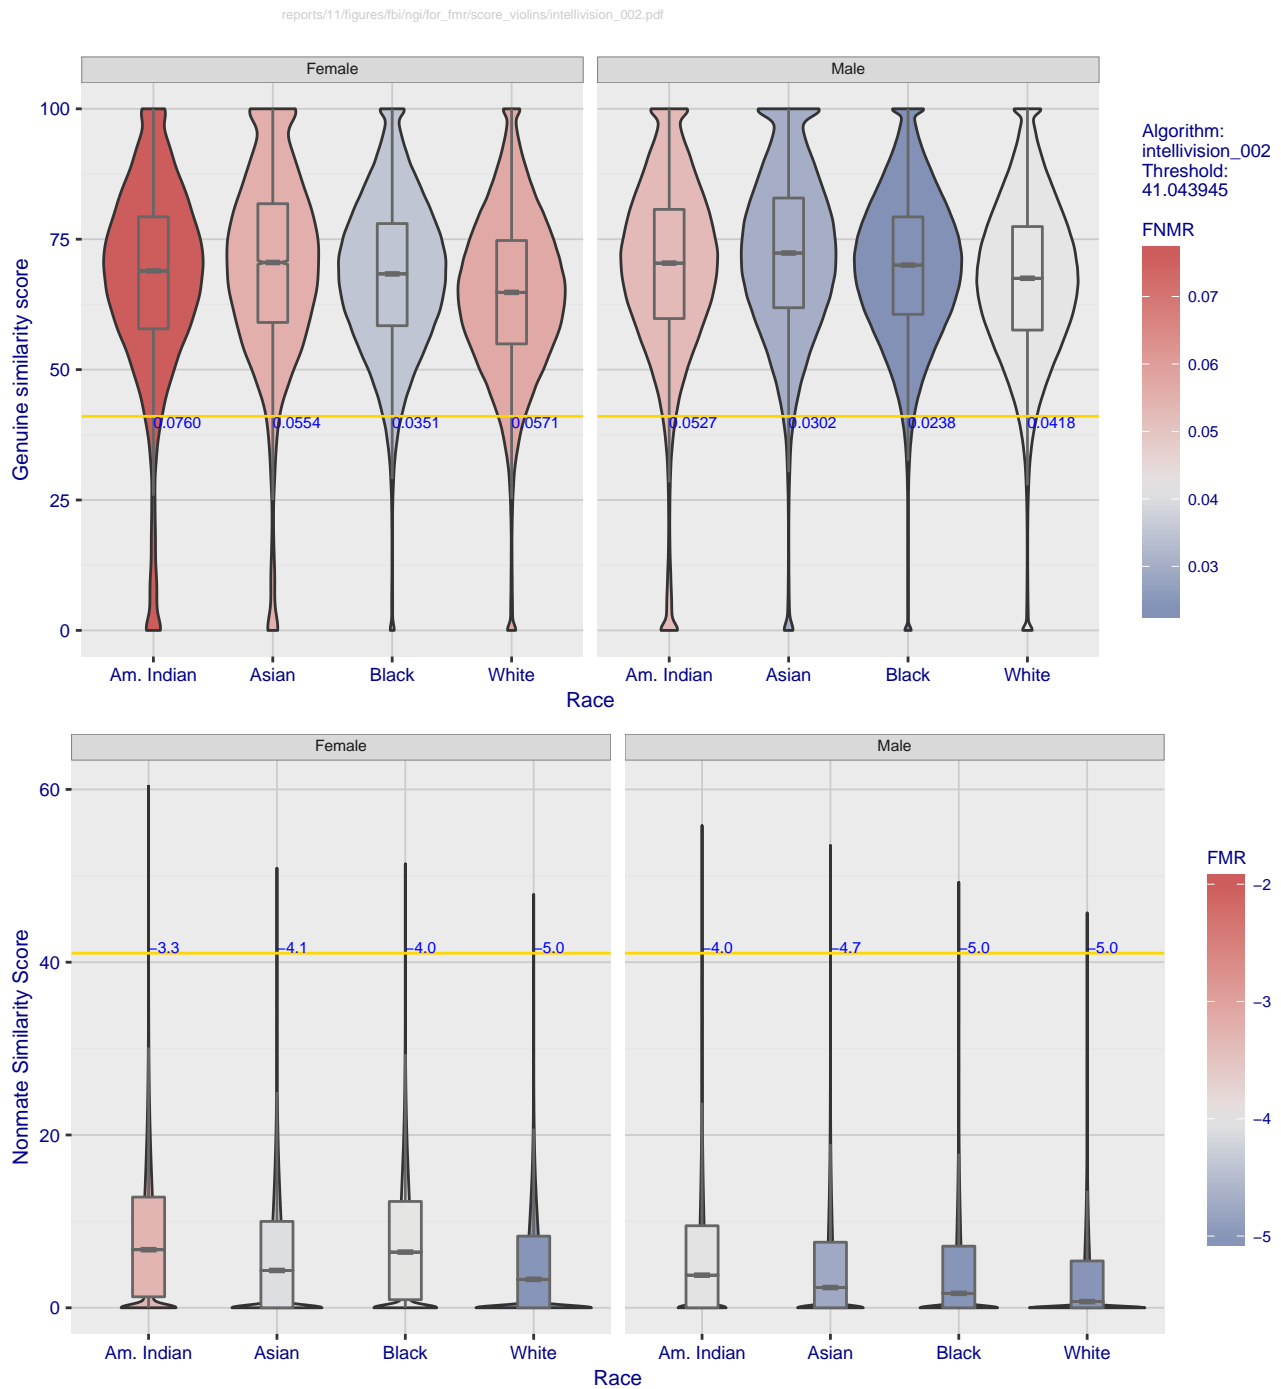 reports/11/figures/fbi/ngi/for_fmr/score_violins/intellivision_002.pdf
Female
Male
Genuine similarity score
100
75
50
25
0
0.0760
0.0554
0.0351
0.0571
0.0527
0.0302
0.0238
0.0418
Am. Indian
Asian
Black
White
Am. Indian
Asian
Black
White
Race
Algorithm:
intellivision_002
Threshold:
41.043945
FNMR
0.07
0.06
0.05
0.04
0.03
Female
Male
Nonmate Similarity Score
60
40
20
0
−3.3
−4.1
−4.0
−5.0
−4.0
−4.7
−5.0
−5.0
Am. Indian
Asian
Black
White
Am. Indian
Asian
Black
White
Race
FMR
−2
−3
−4
−5